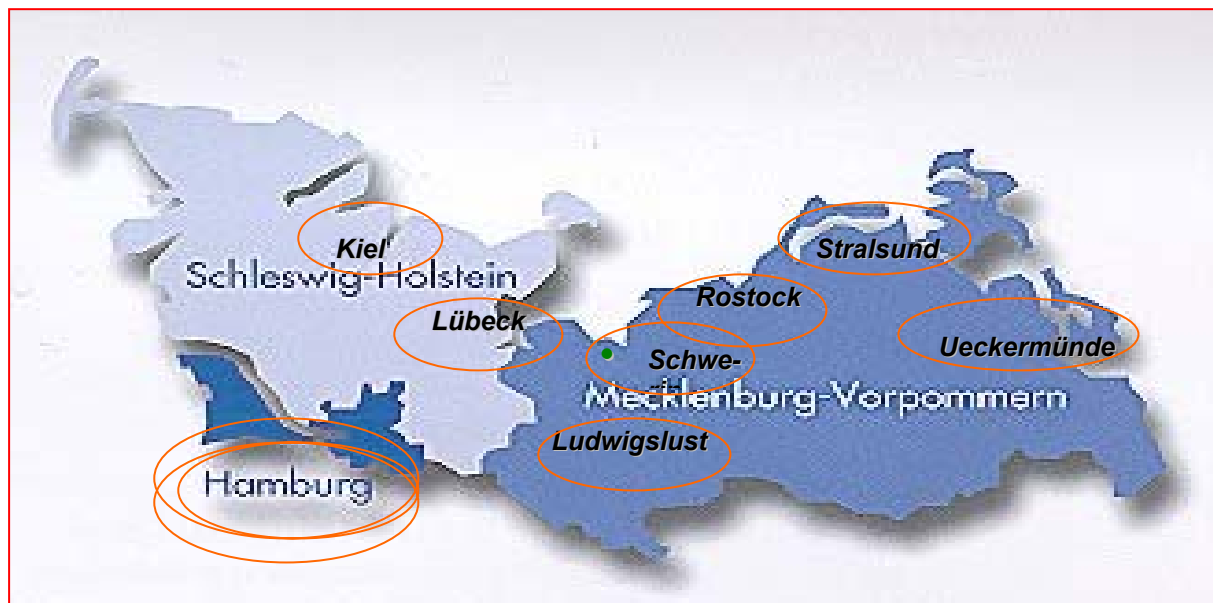 Kiel
Stralsund
Schleswig-Holstein
Rostock
Lübeck
Ueckermünde
Schwe-
Mecklenburg-Vorpommern
Ludwigslust
Hamburg